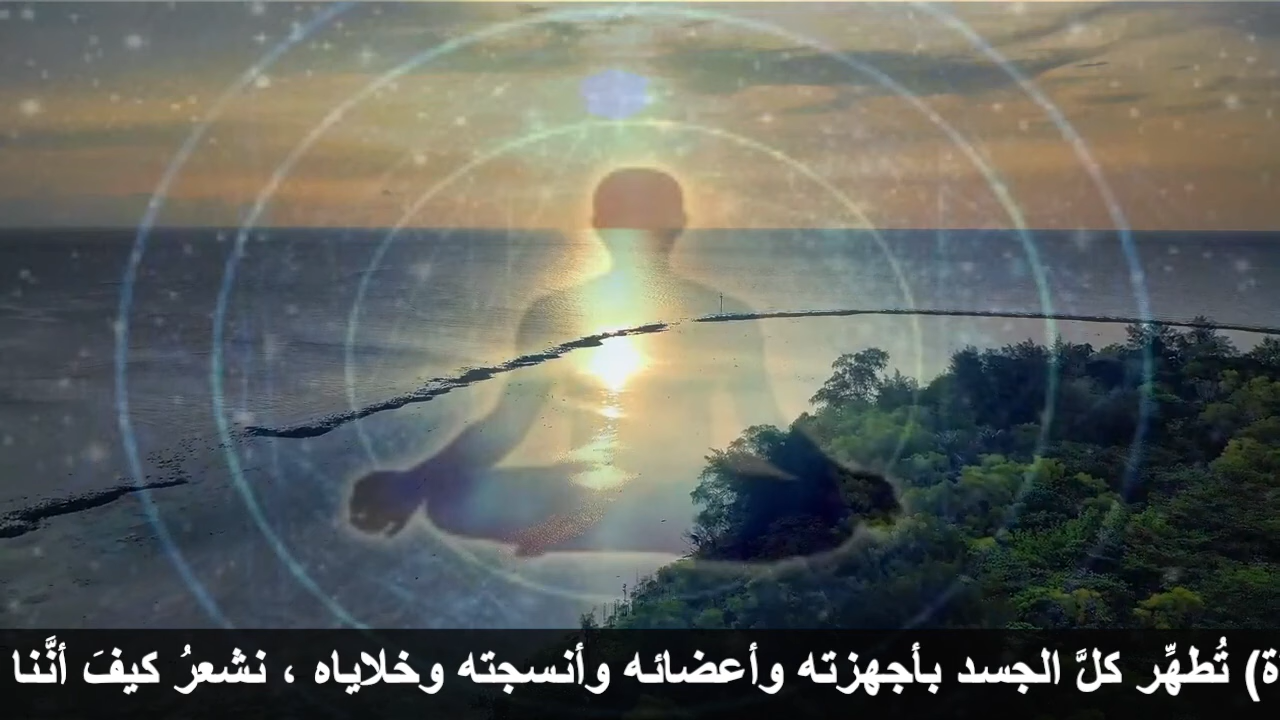 ة) تُطهِّر كلَّ الجسد بأجهزته وأعضائه وأنسجته وخلاياه ، نشعرُ كيفَ أنَّنا